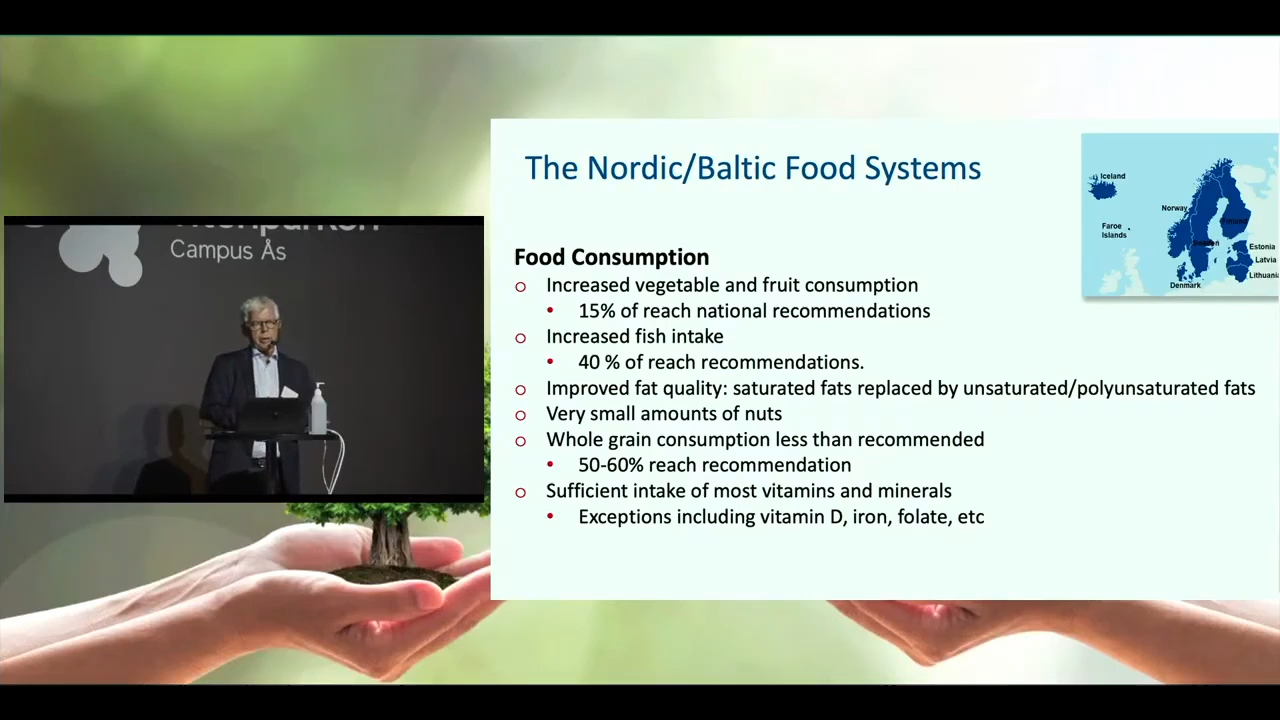 Campus Ås
The Nordic/Baltic Food Systems
Iceland
Norway
Finland
Faroe
Islands
Sweden
Estonia
Latvia
Lithuania
Denmark
Food Consumption
o Increased vegetable and fruit consumption
• 15% of reach national recommendations
o Increased fish intake
• 40 % of reach recommendations.
o Improved fat quality: saturated fats replaced by unsaturated/polyunsaturated fats
o Very small amounts of nuts
o Whole grain consumption less than recommended
• 50-60% reach recommendation
o Sufficient intake of most vitamins and minerals
• Exceptions including vitamin D, iron, folate, etc